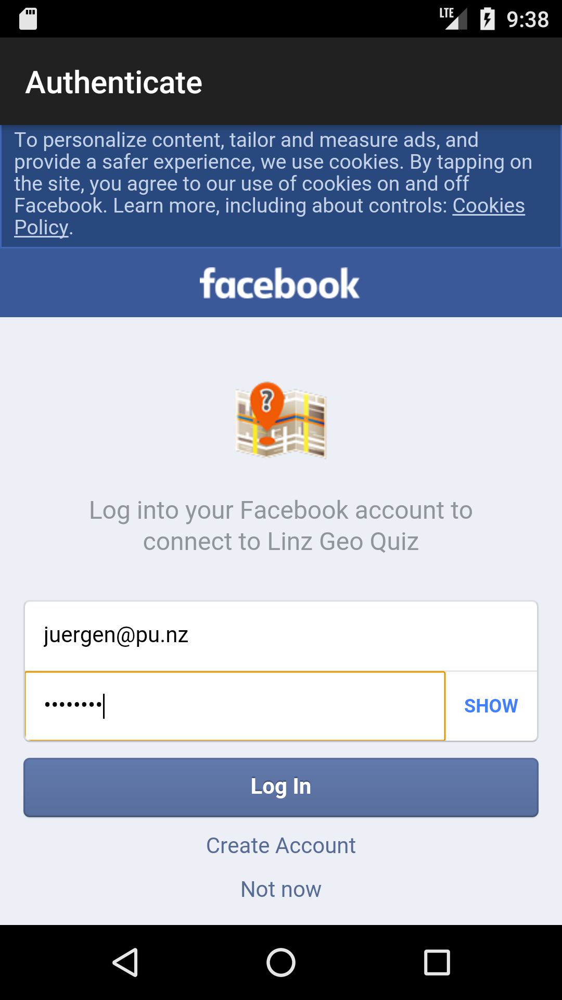 LTE 9:38
Authenticate
To personalize content, tailor and measure ads, and
provide a safer experience, we use cookies. By tapping on
the site, you agree to our use of cookies on and off
Facebook. Learn more, including about controls: Cookies
Policy.
facebook
?
Log into your Facebook account to
connect to Linz Geo Quiz
juergen@pu.nz
••••••••
SHOW
Log In
Create Account
Not now